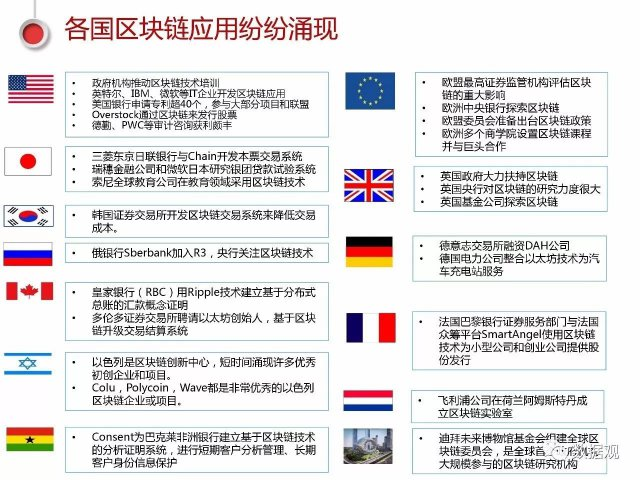 各国区块链应用纷纷涌现
• 政府机构推动区块链技术培训
• 英特尔、IBM、微软等IT企业开发区块链应用
• 美国银行申请专利超40个，参与大部分项目和联盟
• Overstock通过区块链来发行股票
• 德勤、PWC等审计咨询获利颇丰
• 三菱东京日联银行与Chain开发本票交易系统
• 瑞穗金融公司和微软日本研究银团贷款试验系统
• 索尼全球教育公司在教育领域采用区块链技术
• 韩国证券交易所开发区块链交易系统来降低交易
成本。
• 俄银行Sberbank加入R3，央行关注区块链技术
• 皇家银行（RBC）用Ripple技术建立基于分布式
总账的汇款概念证明
• 多伦多证券交易所聘请以太坊创始人，基于区块
链升级交易结算系统
• 以色列是区块链创新中心，短时间涌现许多优秀
初创企业和项目。
• Colu，Polycoin，Wave都是非常优秀的以色列
区块链企业或项目。
• Consent为巴克莱非洲银行建立基于区块链技术
的分析证明系统，进行短期客户分析管理、长期
客户身份信息保护
• 欧盟最高证券监管机构评估区块
链的重大影响
• 欧洲中央银行探索区块链
• 欧盟委员会准备出台区块链政策
• 欧洲多个商学院设置区块链课程
并与巨头合作
• 英国政府大力扶持区块链
• 英国央行对区块链的研究力度很大
• 英国基金公司探索区块链
• 德意志交易所融资DAH公司
• 德国电力公司整合以太坊技术为汽
车充电站服务
• 法国巴黎银行证券服务部门与法国
众筹平台SmartAngel使用区块链
技术为小型公司和创业公司提供股
份发行
• 飞利浦公司在荷兰阿姆斯特丹成
立区块链实验室
• 迪拜未来博物馆基金会组建全球区
块链委员会，是全球首
大规模参与的区块链研究机构
数据观